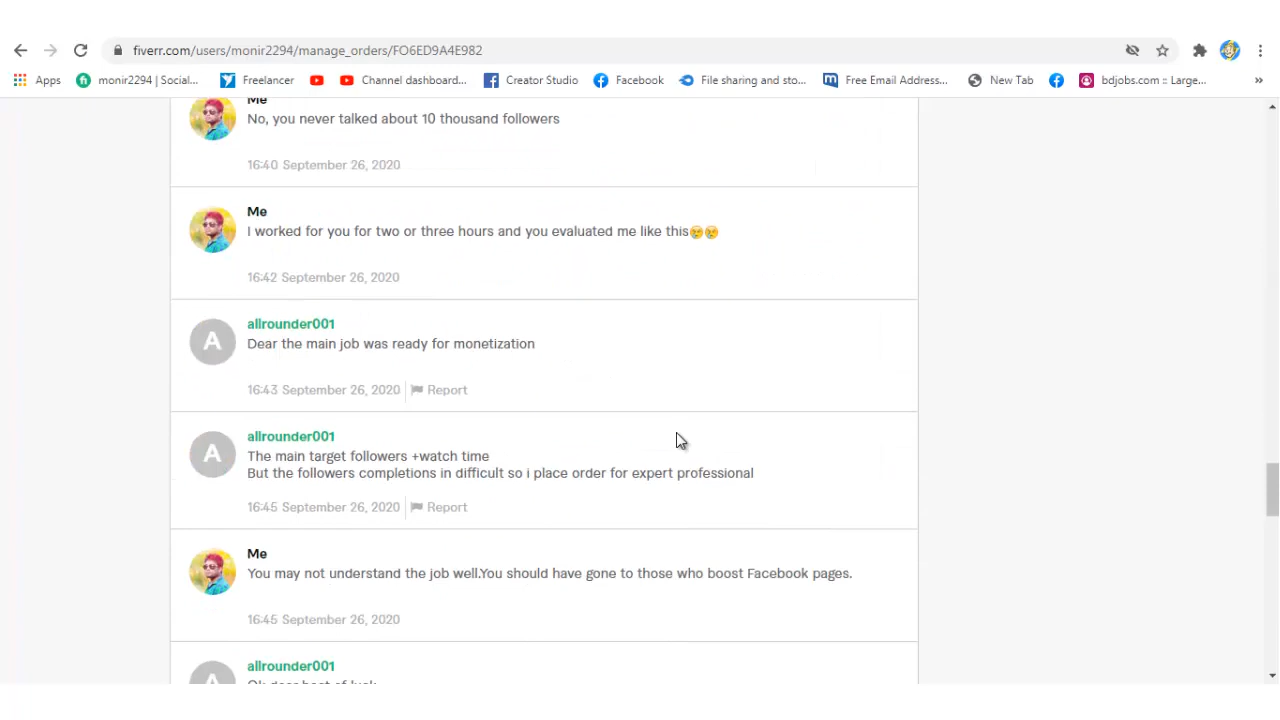 fiverr.com/users/monir2294/manage_orders/FO6ED9A4E982
Apps monir2294 | Social... Freelancer Channel dashboard... Creator Studio Facebook File sharing and sto... Free Email Address... New Tab bdjobs.com :: Large... »
Me
No, you never talked about 10 thousand followers
16:40 September 26, 2020
Me
I worked for you for two or three hours and you evaluated me like this😢😢
16:42 September 26, 2020
allrounder001
A
Dear the main job was ready for monetization
16:43 September 26, 2020 Report
allrounder001
A
The main target followers +watch time
But the followers completions in difficult so i place order for expert professional
16:45 September 26, 2020 Report
Me
You may not understand the job well.You should have gone to those who boost Facebook pages.
16:45 September 26, 2020
allrounder001
A
Ok dear best of luck